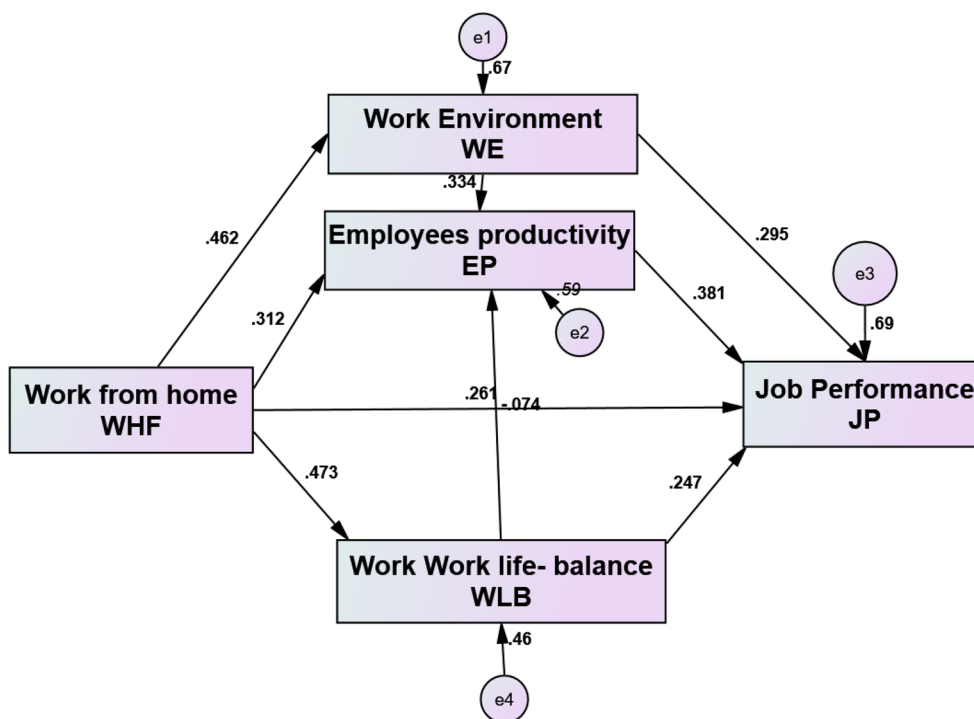 e1
.67
Work Environment
WE
.334
Employees productivity
EP
.462
.295
e3
.59
.381
.312
e2
.69
Work from home
WHF
.261
-.074
Job Performance
JP
.473
.247
Work Work life- balance
WLB
.46
e4